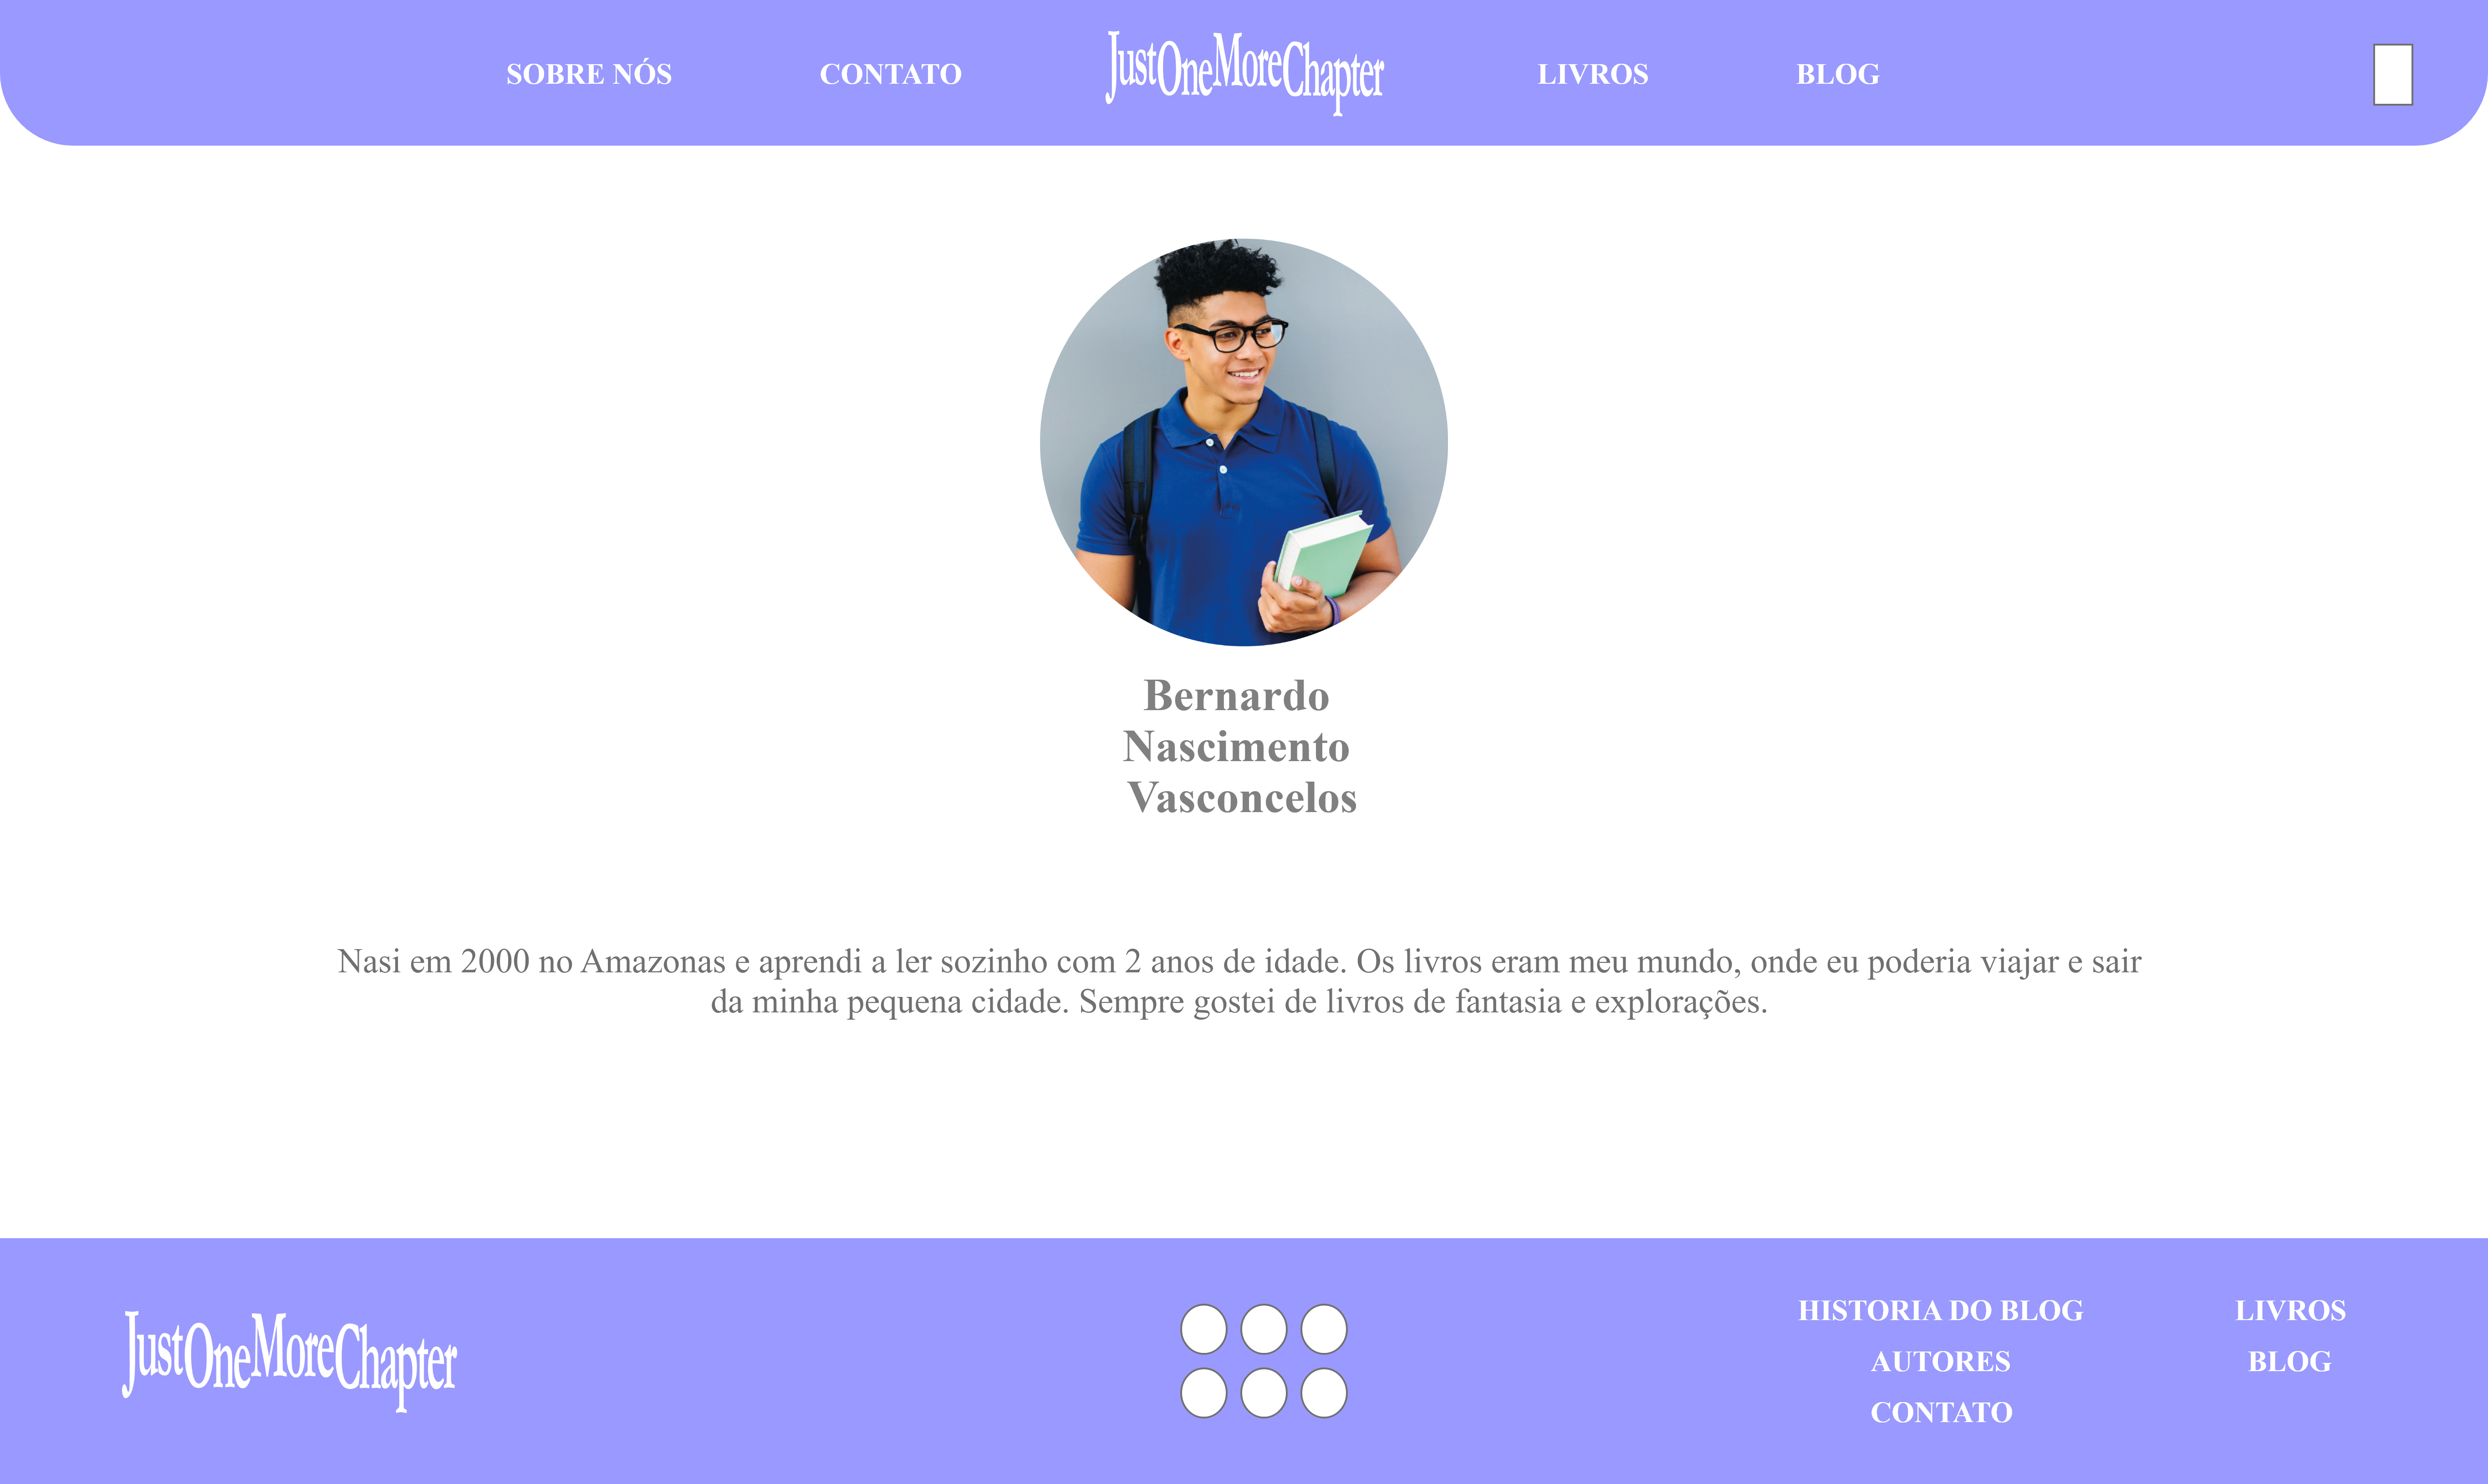 SOBRE NÓS
CONTATO
JustOneMoreChapter
LIVROS
BLOG
Bernardo
Nascimento
Vasconcelos
Nasi em 2000 no Amazonas e aprendi a ler sozinho com 2 anos de idade. Os livros eram meu mundo, onde eu poderia viajar e sair
da minha pequena cidade. Sempre gostei de livros de fantasia e explorações.
JustOneMoreChapter
HISTORIA DO BLOG
AUTORES
CONTATO
LIVROS
BLOG